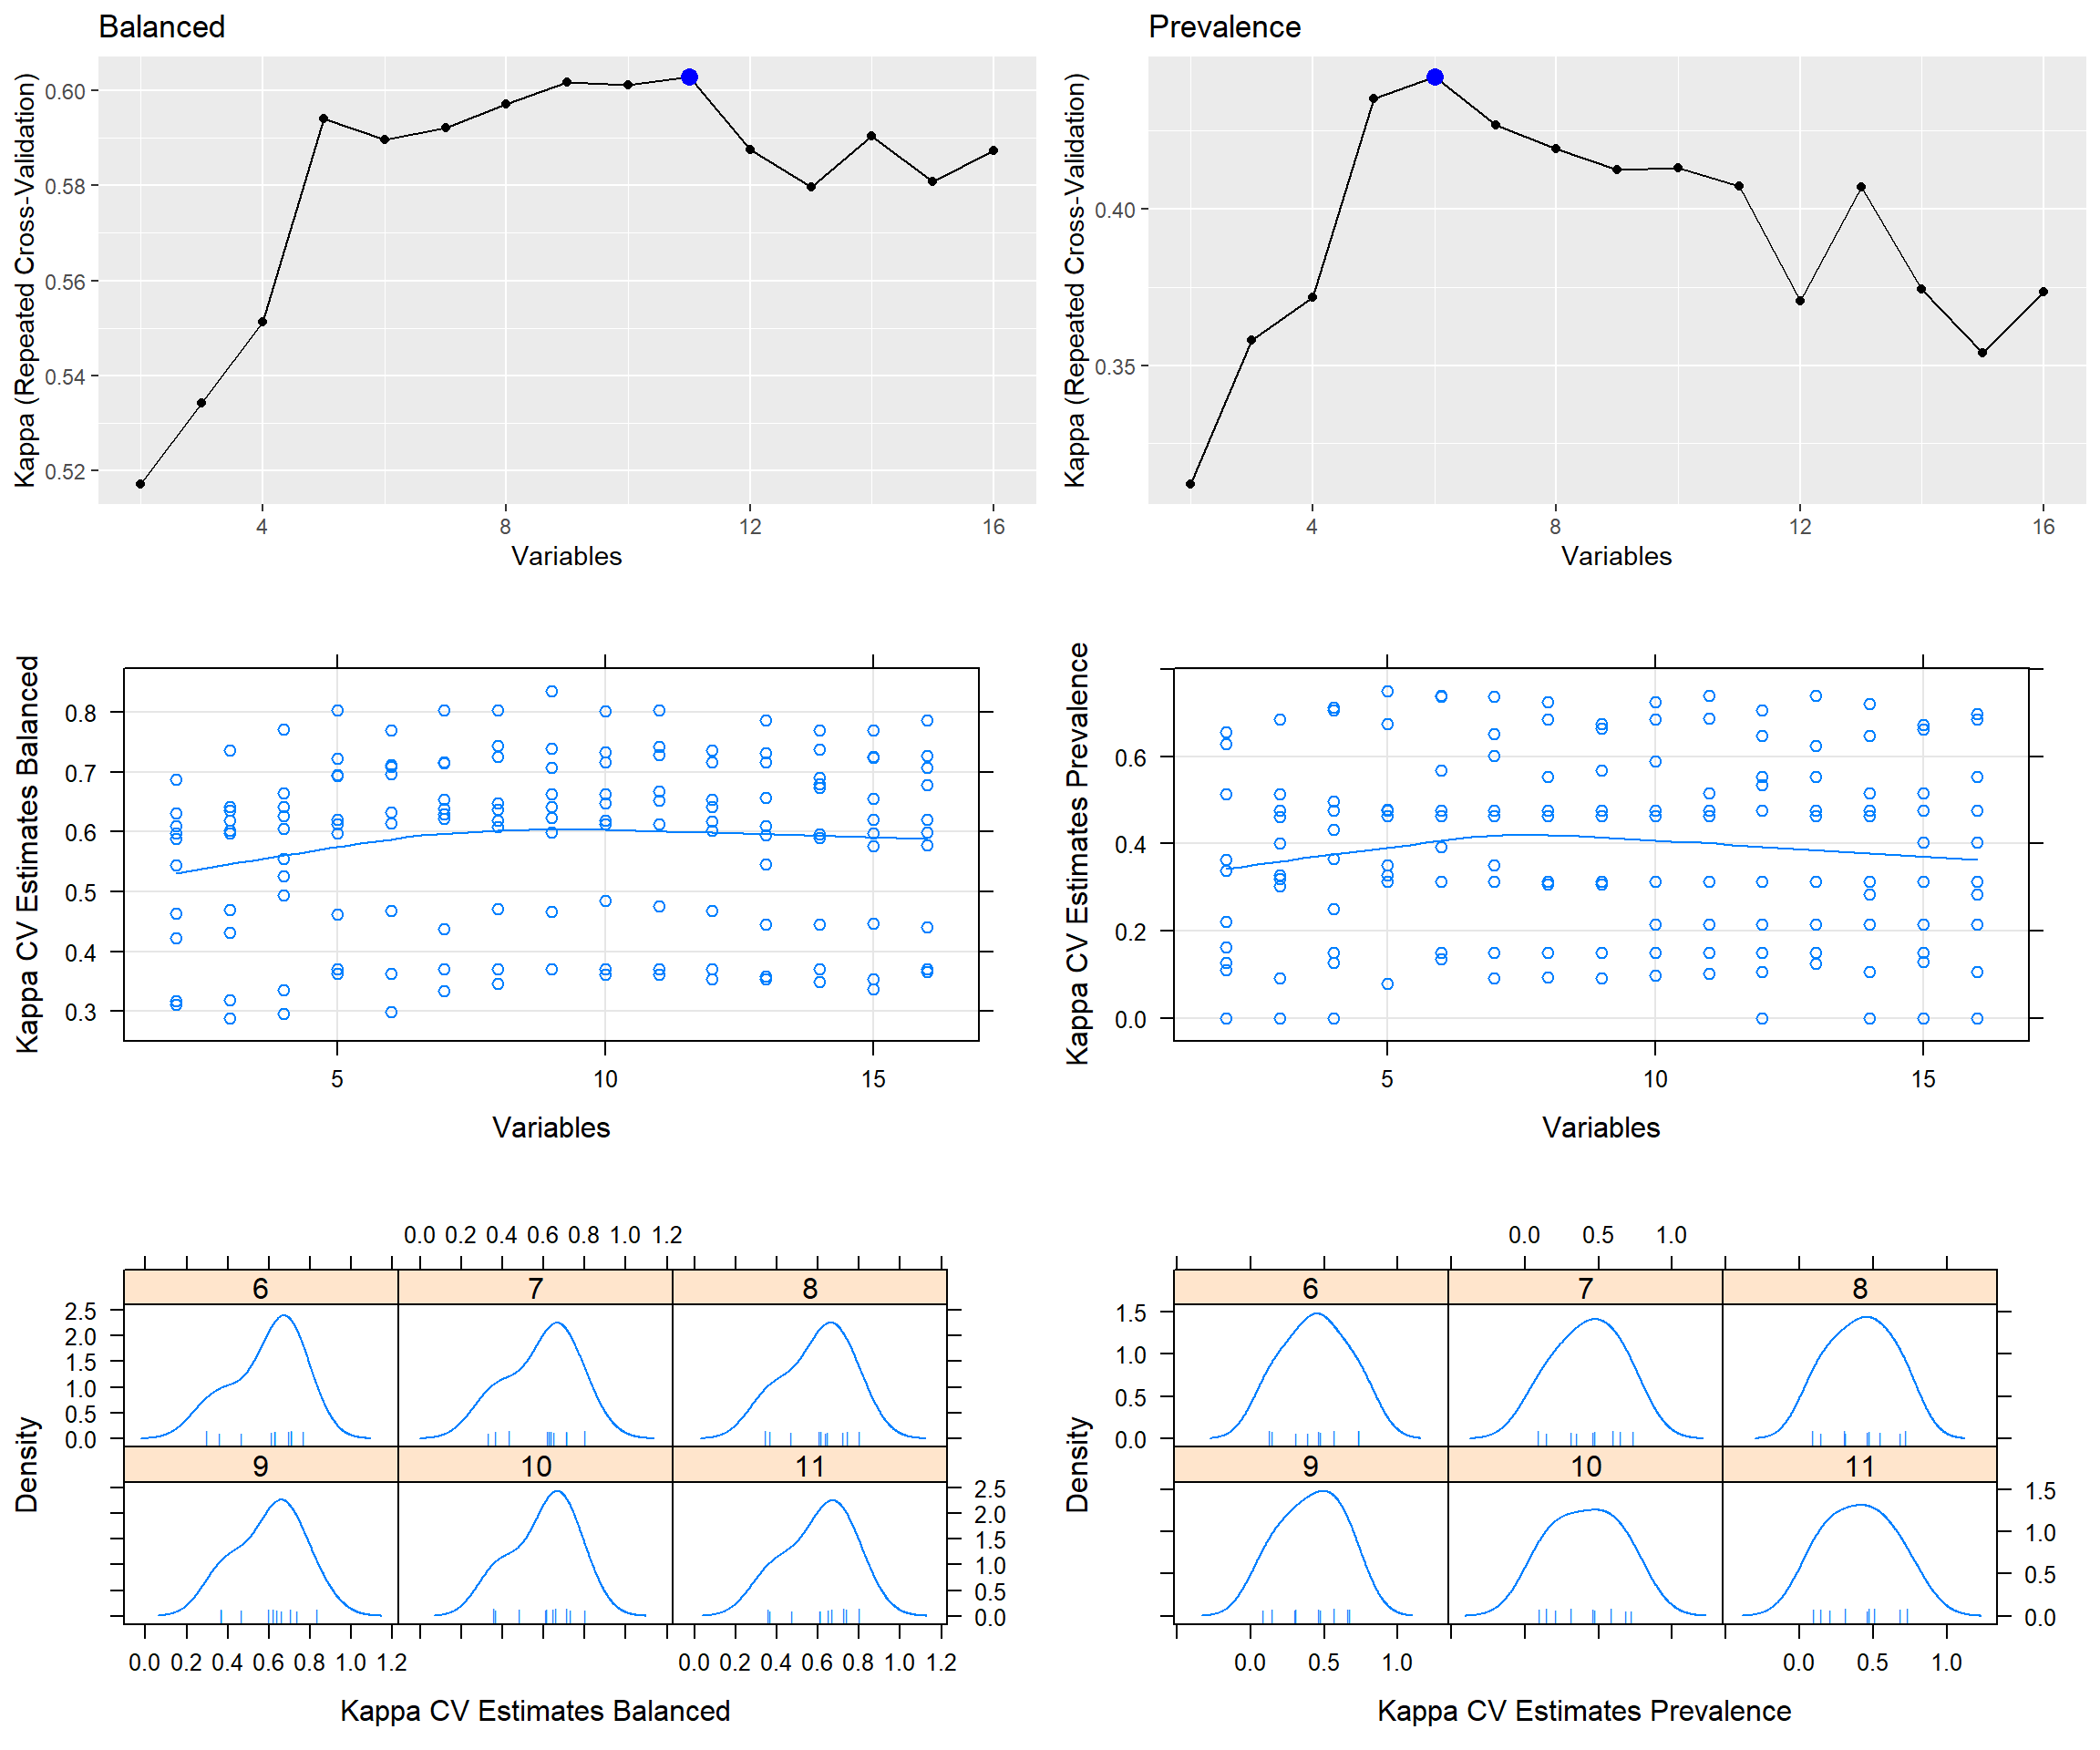 Balanced
Kappa (Repeated Cross-Validation)
0.60
0.58
0.56
0.54
0.52
4 8 12 16
Variables
Prevalence
Kappa (Repeated Cross-Validation)
0.40
0.35
4 8 12 16
Variables
Kappa CV Estimates Balanced
0.8
0.7
0.6
0.5
0.4
0.3
5 10 15
Variables
Kappa CV Estimates Prevalence
0.6
0.4
0.2
0.0
5 10 15
Variables
0.0 0.2 0.4 0.6 0.8 1.0 1.2
6 7 8
2.5
2.0
1.5
1.0
0.5
0.0
Density
9 10 11
2.5
2.0
1.5
1.0
0.5
0.0
0.0 0.2 0.4 0.6 0.8 1.0 1.2 0.0 0.2 0.4 0.6 0.8 1.0 1.2
Kappa CV Estimates Balanced
0.0 0.5 1.0
6 7 8
1.5
1.0
0.5
0.0
Density
9 10 11
1.5
1.0
0.5
0.0
0.0 0.5 1.0 0.0 0.5 1.0
Kappa CV Estimates Prevalence